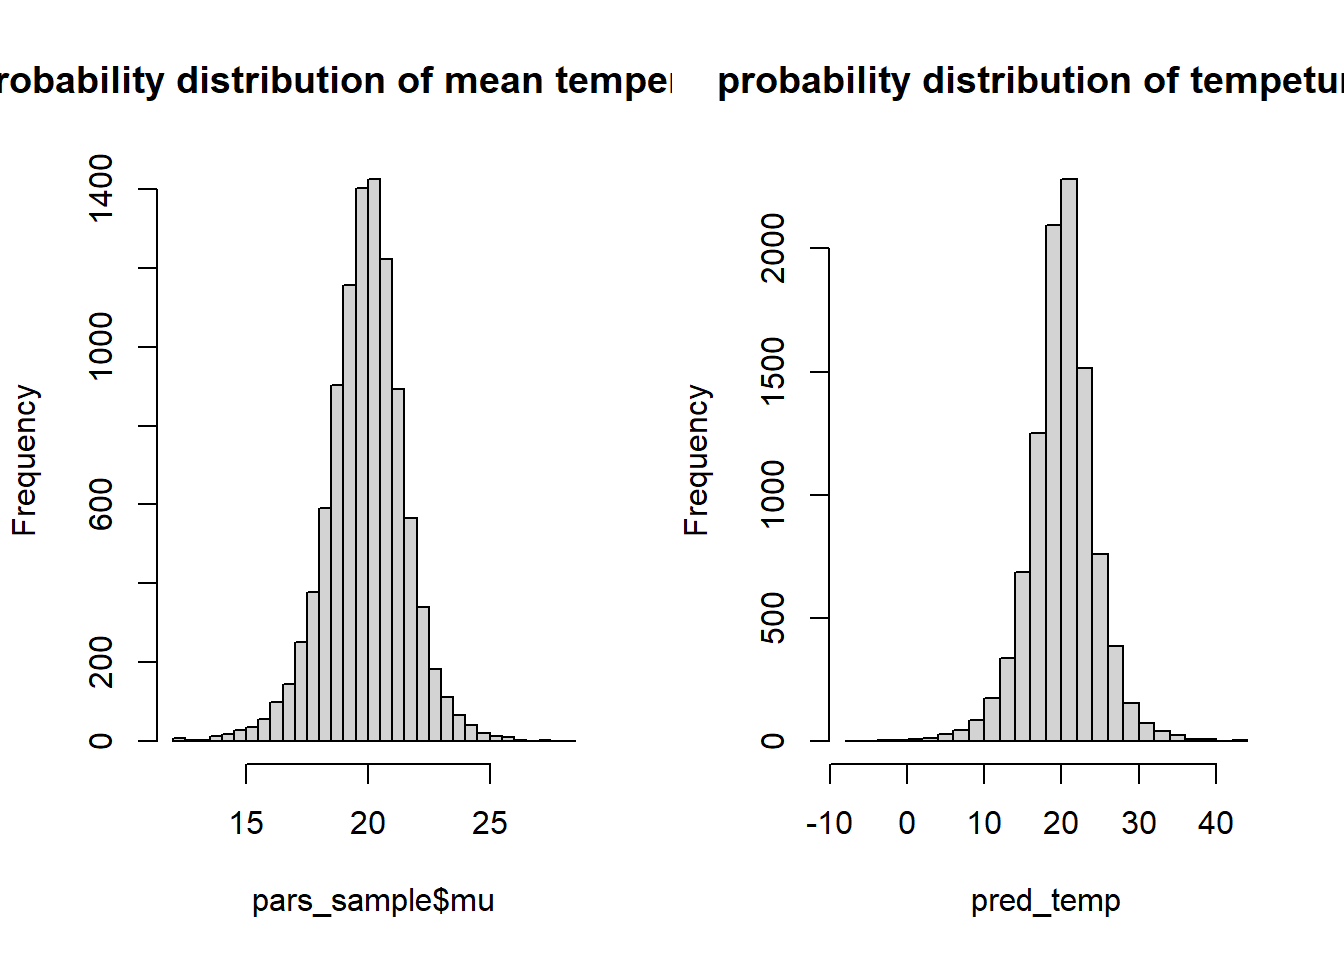 robability distribution of mean temper
Frequency
1400
1000
600
200
0
15 20 25
pars_sample$mu
probability distribution of tempetur
Frequency
2000
1500
1000
500
0
-10 0 10 20 30 40
pred_temp